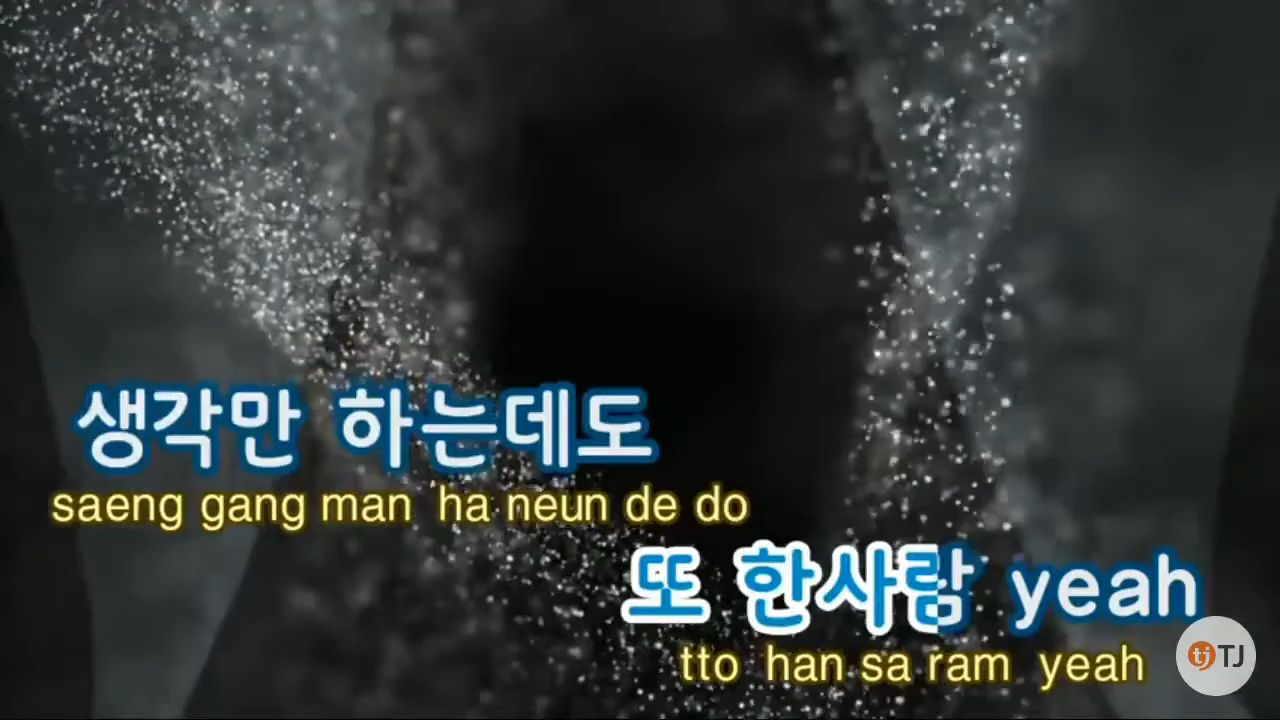 생각만 하는데도
saeng gang man ha neun de do
또 한사람 yeah
tto han sa ram yeah
tj TJ